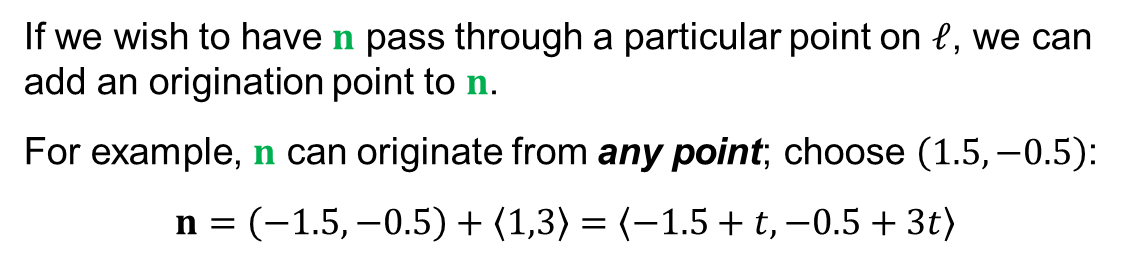 If we wish to have n pass through a particular point on ℓ, we can
add an origination point to n.
For example, n can originate from any point; choose (1.5, −0.5):
n = (−1.5, −0.5) + ⟨1,3⟩ = ⟨−1.5 + t, −0.5 + 3t⟩